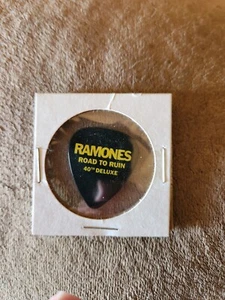 RAMONES
ROAD TO RUIN
40TH DELUXE